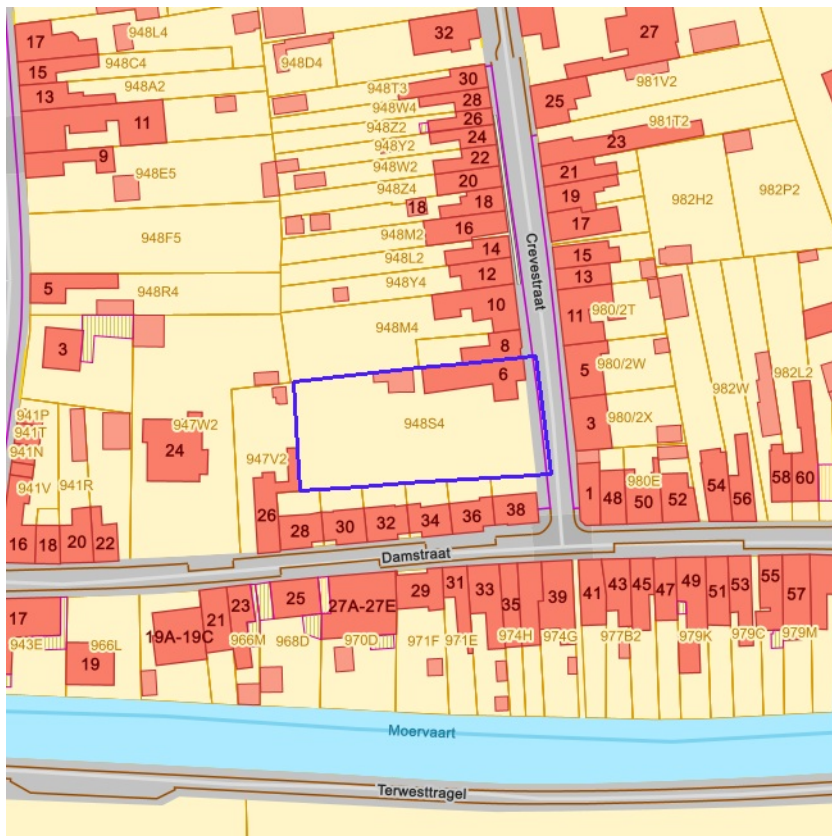 17
948L4
32
27
15
948C4
948D4
13
948A2
948T3
30
981V2
11
948W4
28
25
948Z2
26
981T2
948Y2
24
23
9
948E5
948W2
22
21
948Z4
20
19
982H2
982P2
18
18
17
948F5
948M2
16
Crevestraat
948L2
14
15
5
948R4
948Y4
12
13
10
11
980/2T
3
948M4
8
5
980/2W
6
982W
982L2
941P
947W2
948S4
3
980/2X
941T
24
941N
947V2
941V
941R
980E
58
60
1
48
50
52
54
56
26
38
16
18
20
22
28
30
32
34
36
Damstraat
17
19A-19C
21
23
25
27A-27E
29
31
33
35
39
41
43
45
47
49
51
53
55
57
943E
966L
966M
968D
970D
971F
971E
974H
974G
977B2
979K
979C
979M
19
Moervaart
Terwesttragel